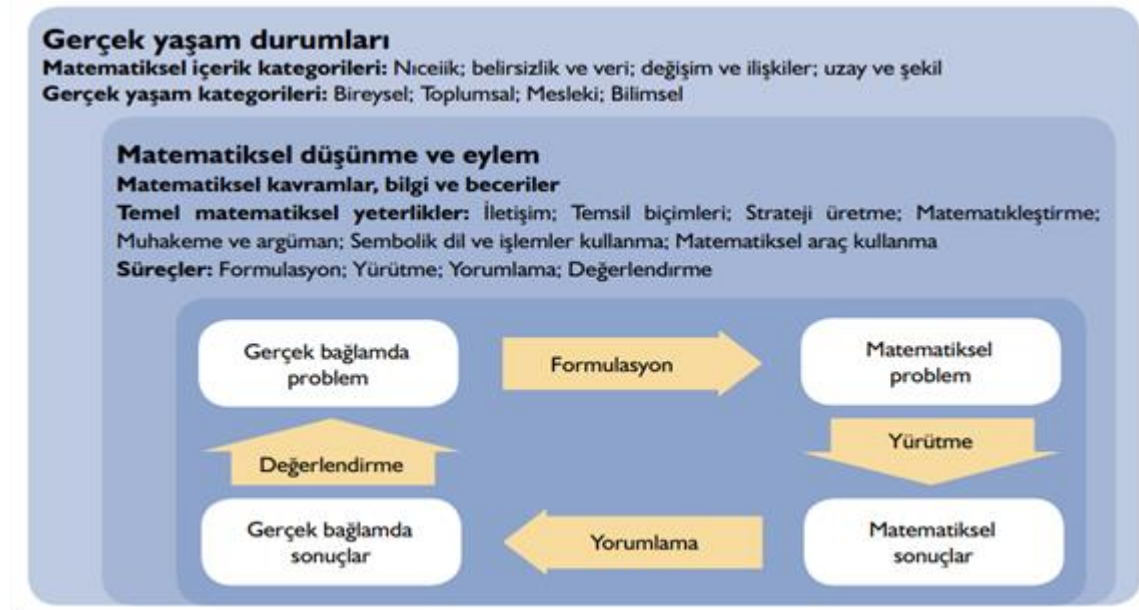 Gerçek yaşam durumları
Matematiksel içerik kategorileri: Nıceiik; belirsizlik ve veri; değişim ve ilişkiler; uzay ve şekil
Gerçek yaşam kategorileri: Bireysel; Toplumsal; Mesleki; Bilimsel
Matematiksel düşünme ve eylem
Matematiksel kavramlar, bilgi ve beceriler
Temel matematiksel yeterlikler: İletişim; Temsil biçimleri; Strateji üretme; Matematıkleştirme;
Muhakeme ve argüman; Sembolik dil ve işlemler kullanma; Matematiksel araç kullanma
Süreçler: Formulasyon; Yürütme; Yorumlama; Değerlendirme
Gerçek bağlamda
problem
Formulasyon
Matematiksel
problem
Değerlendirme
Yürütme
Gerçek bağlamda
sonuçlar
Yorumlama
Matematiksel
sonuçlar